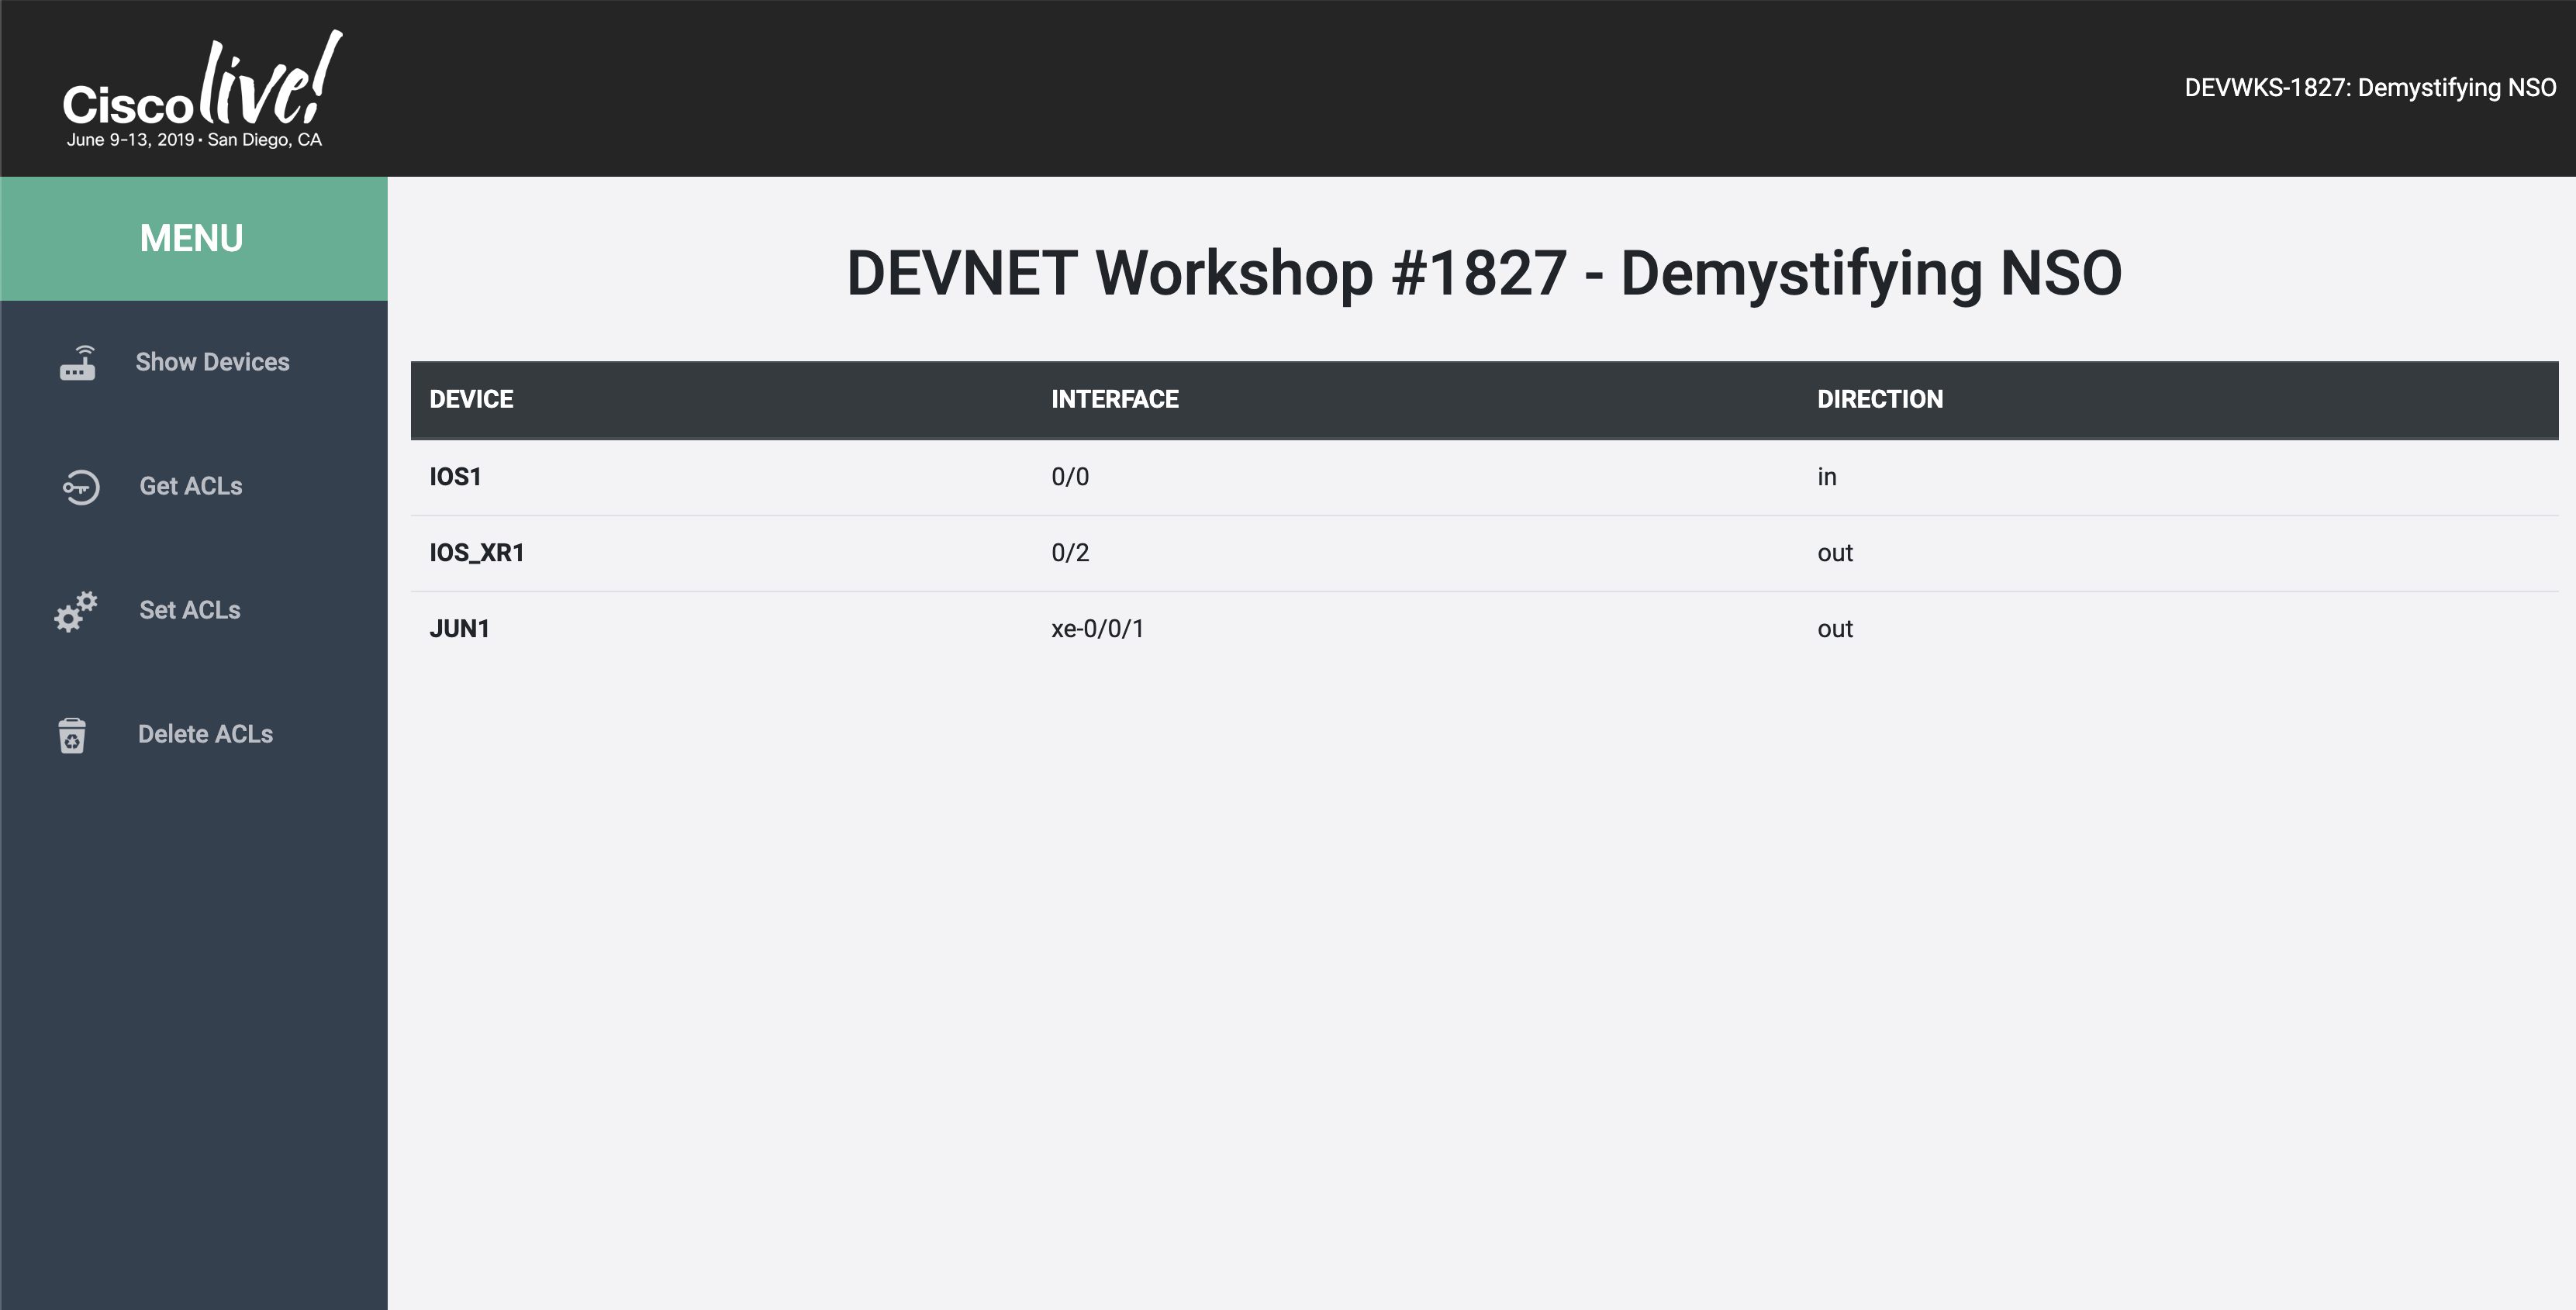 Cisco live!
June 9-13, 2019 · San Diego, CA
DEVWKS-1827: Demystifying NSO
MENU
Show Devices
Get ACLs
Set ACLs
Delete ACLs
DEVNET Workshop #1827 - Demystifying NSO
DEVICE INTERFACE DIRECTION
IOS1 0/0 in
IOS_XR1 0/2 out
JUN1 xe-0/0/1 out